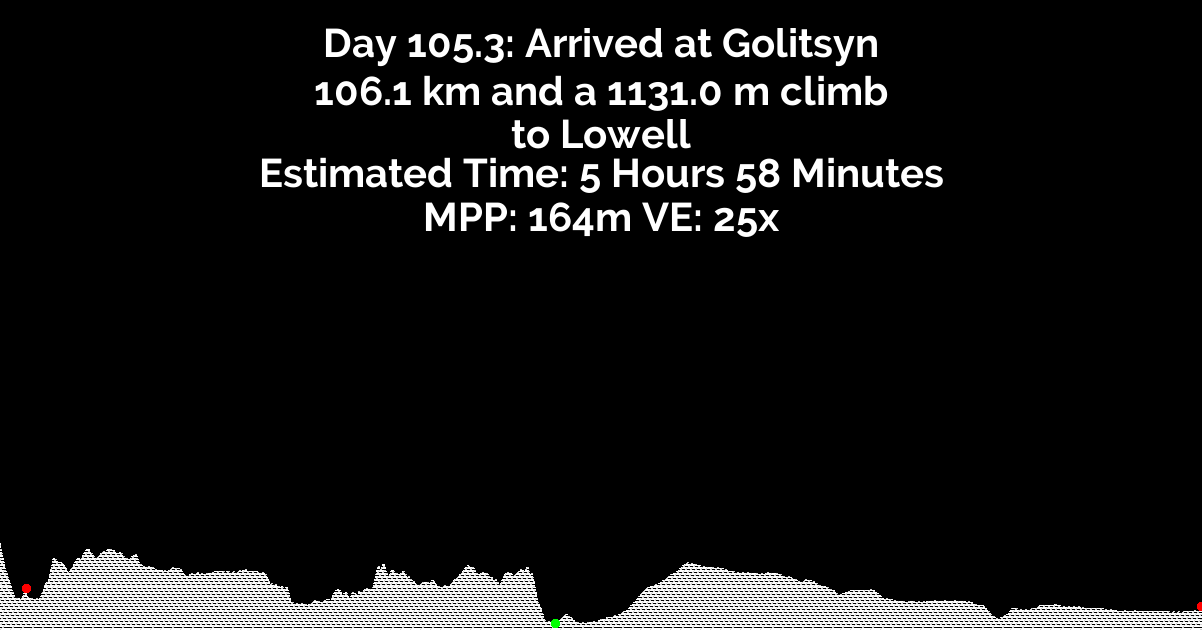 Day 105.3: Arrived at Golitsyn
106.1 km and a 1131.0 m climb
to Lowell
Estimated Time: 5 Hours 58 Minutes
MPP: 164m VE: 25x